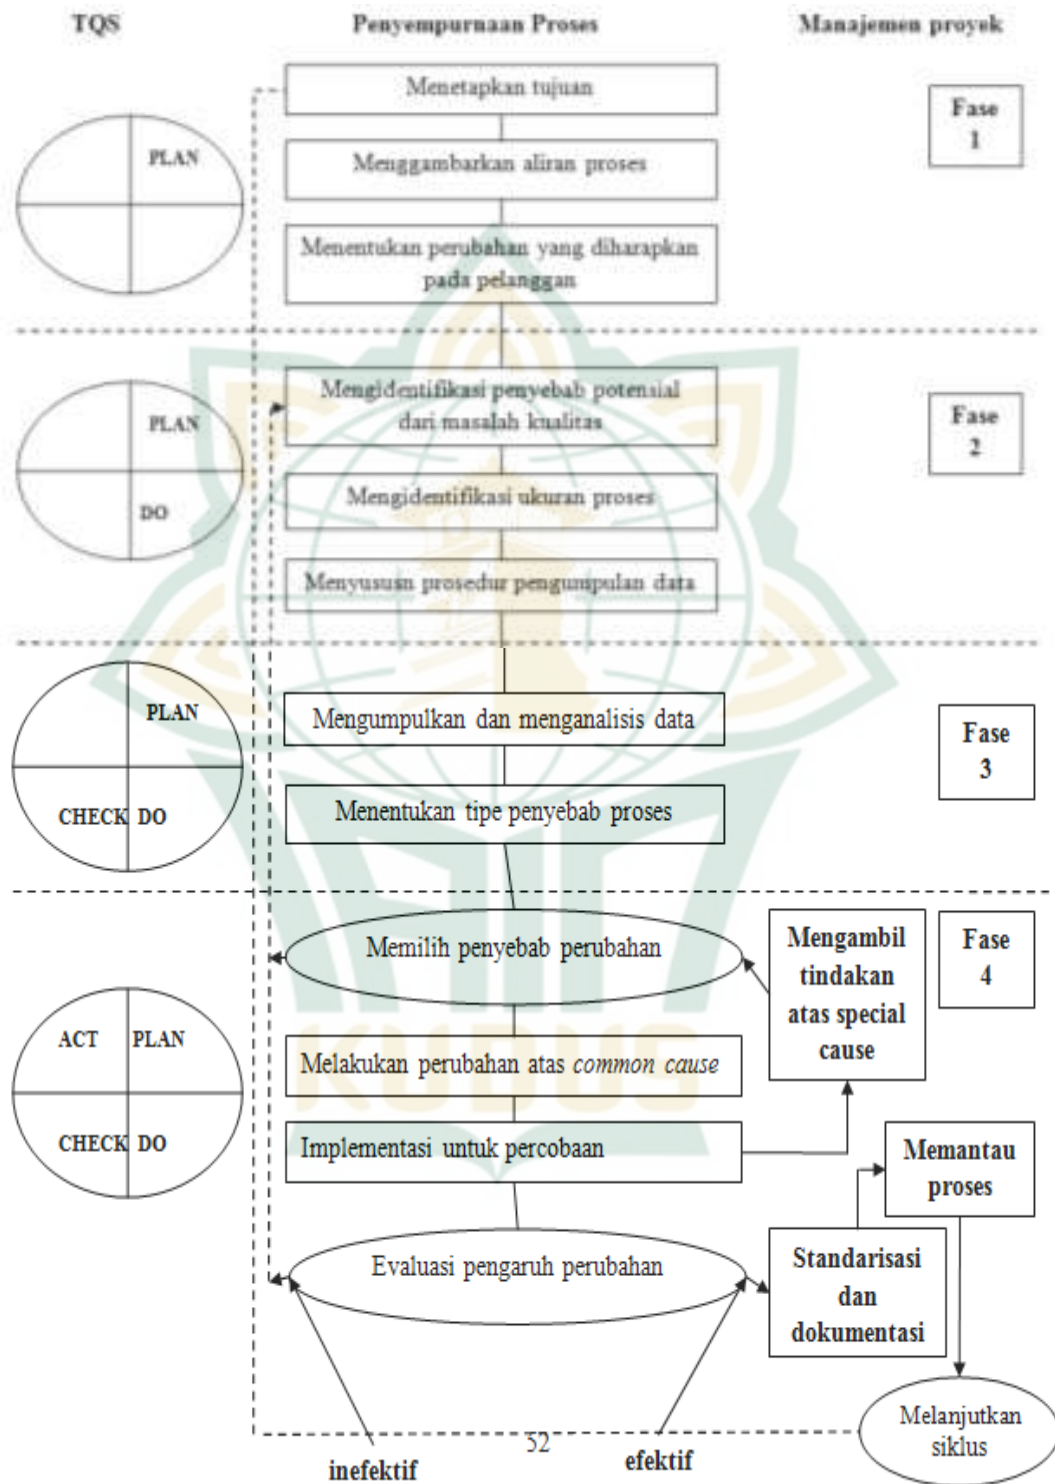 TQS Penyempurnaan Proses Manajemen proyek
Menetapkan tujuan
Fase
1
PLAN
Menggambarkan aliran proses
Menentukan perubahan yang diharapkan
pada pelanggan
Mengidentifikasi penyebab potensial
dari masalah kualitas
PLAN
Fase
2
Mengidentifikasi ukuran proses
DO
Menyususn prosedur pengumpulan data
PLAN
Mengumpulkan dan menganalisis data
Fase
3
CHECK DO
Menentukan tipe penyebab proses
Memilih penyebab perubahan
Mengambil
tindakan
atas special
cause
Fase
4
ACT PLAN
Melakukan perubahan atas common cause
CHECK DO
Implementasi untuk percobaan
Memantau
proses
Evaluasi pengaruh perubahan
Standarisasi
dan
dokumentasi
Melanjutkan
siklus
52
inefektif
efektif
KUDUS